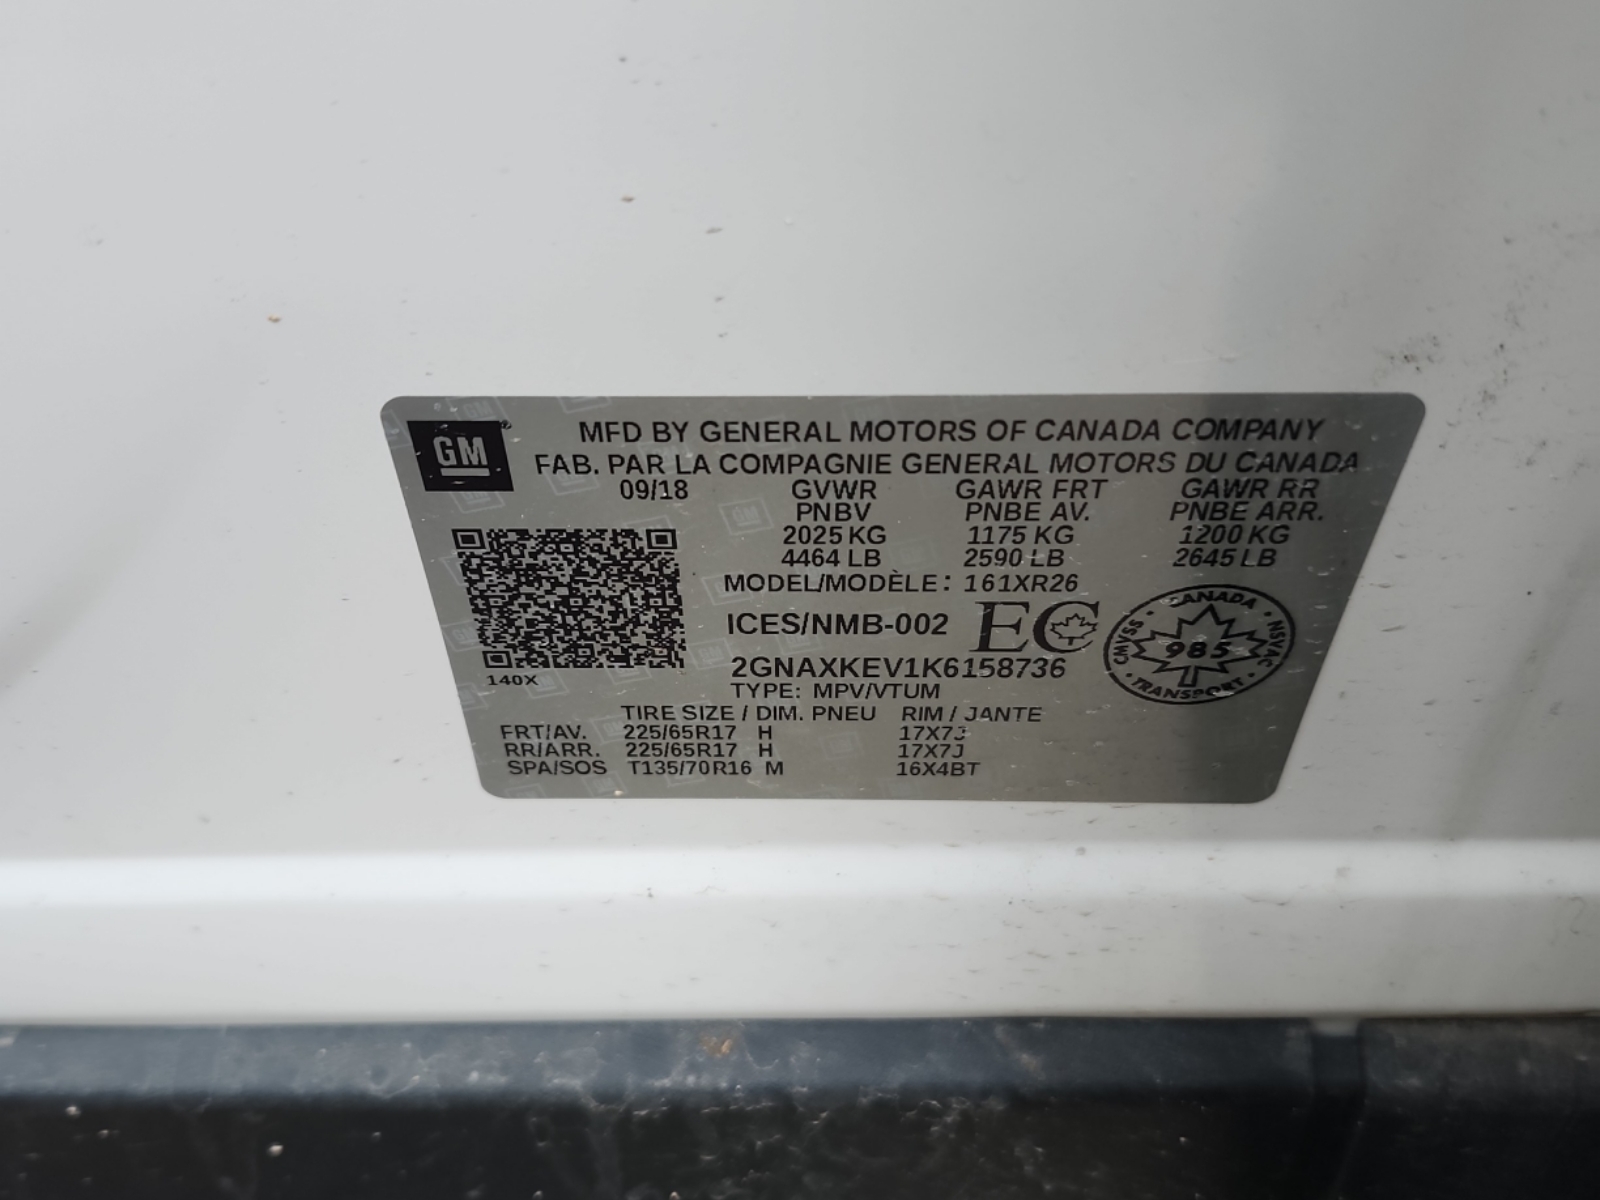 GM
MFD BY GENERAL MOTORS OF CANADA COMPANY
FAB. PAR LA COMPAGNIE GENERAL MOTORS DU CANADA
09/18 GVWR GAWR FRT GAWR RR
PNBV PNBE AV. PNBE ARR.
2025 KG 1175 KG 1200 KG
4464 LB 2590 LB 2645 LB
MODEL/MODÈLE: 161XR26
ICES/NMB-002 EC
CANADA
CMVSS 985 NSVAC
TRANSPORT
2GNAXKEV1K6158736
140X
TYPE: MPV/VTUM
TIRE SIZE / DIM. PNEU RIM / JANTE
FRT/AV. 225/65R17 H 17X7J
RR/ARR. 225/65R17 H 17X7J
SPA/SOS T135/70R16 M 16X4BT